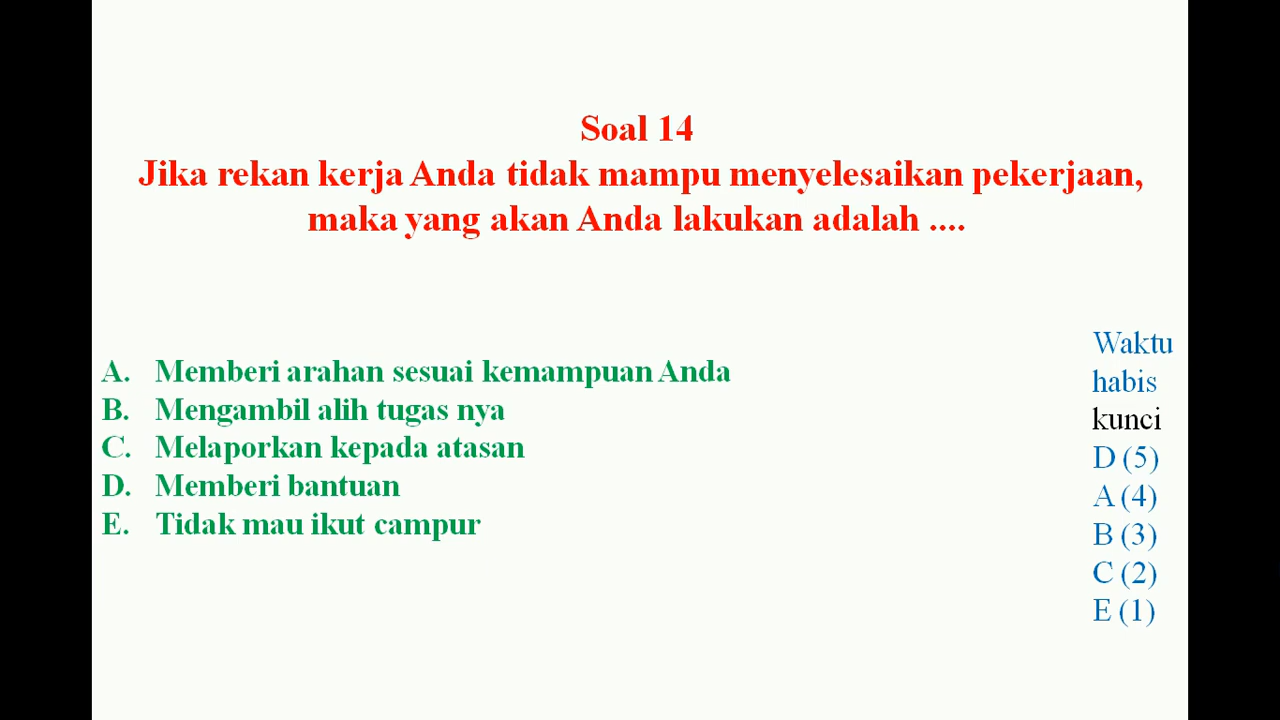 Soal 14
Jika rekan kerja Anda tidak mampu menyelesaikan pekerjaan,
maka yang akan Anda lakukan adalah ....
A. Memberi arahan sesuai kemampuan Anda
B. Mengambil alih tugas nya
C. Melaporkan kepada atasan
D. Memberi bantuan
E. Tidak mau ikut campur
Waktu
habis
kunci
D (5)
A (4)
B (3)
C (2)
E (1)